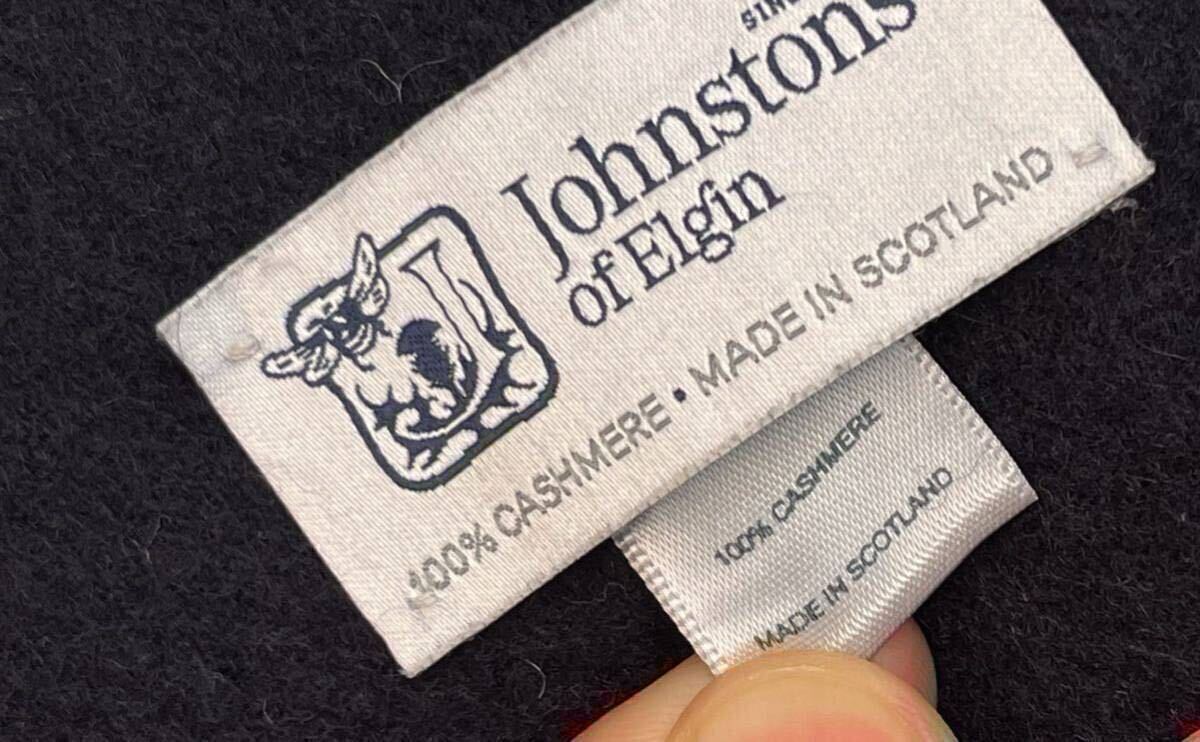 Johnstons
of Elgin
100% CASHMERE • MADE IN SCOTLAND
100% CASHMERE
MADE IN SCOTLAND